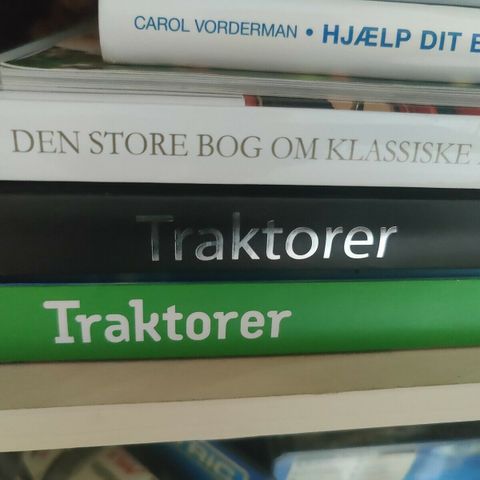 CAROL VORDERMAN • HJÆLP DIT
DEN STORE BOG OM KLASSISKE
Traktorer
Traktorer